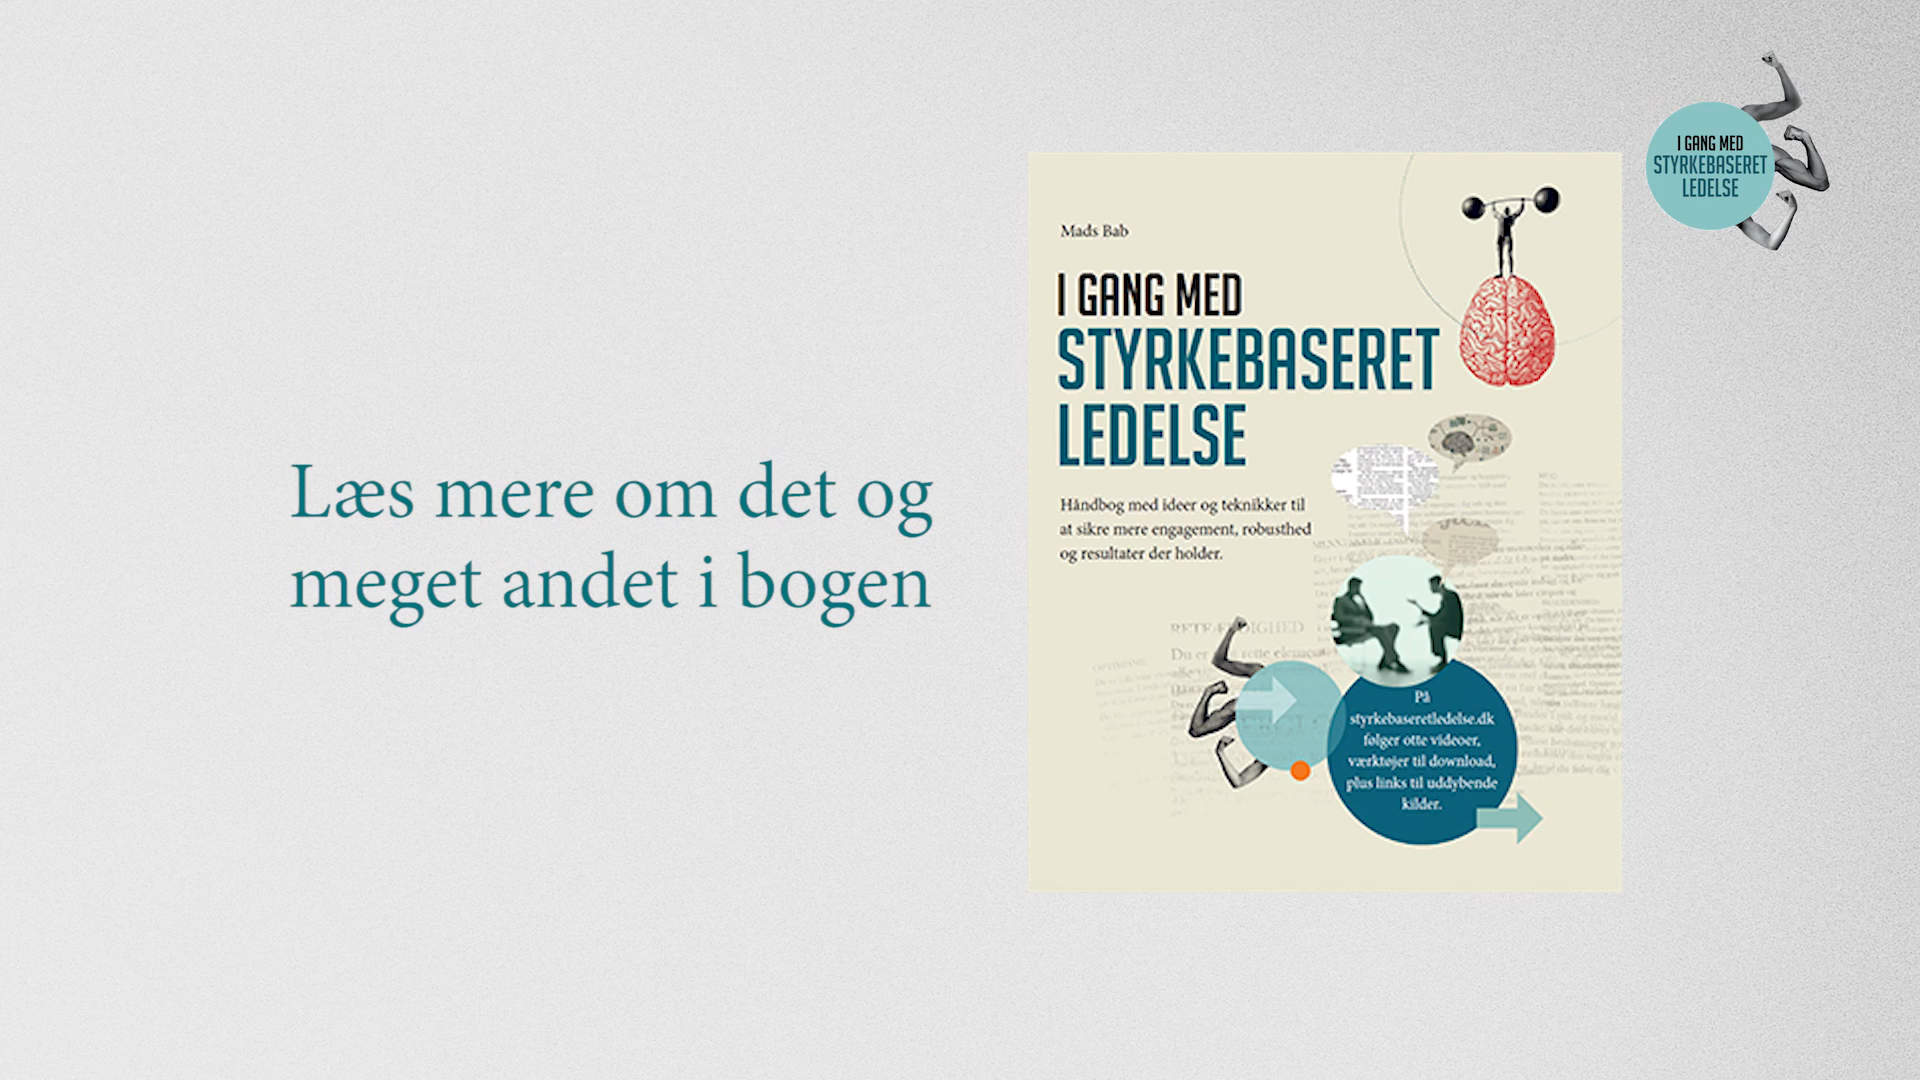 Læs mere om det og
meget andet i bogen
Mads Bab
I GANG MED
STYRKEBASERET
LEDELSE
Håndbog med ideer og teknikker til
at sikre mere engagement, robusthed
og resultater der holder.
På
styrkebaseretledelse.dk
følger otte videoer,
værktøjer til download,
plus links til uddybende
kilder.
I GANG MED
STYRKEBASERET
LEDELSE